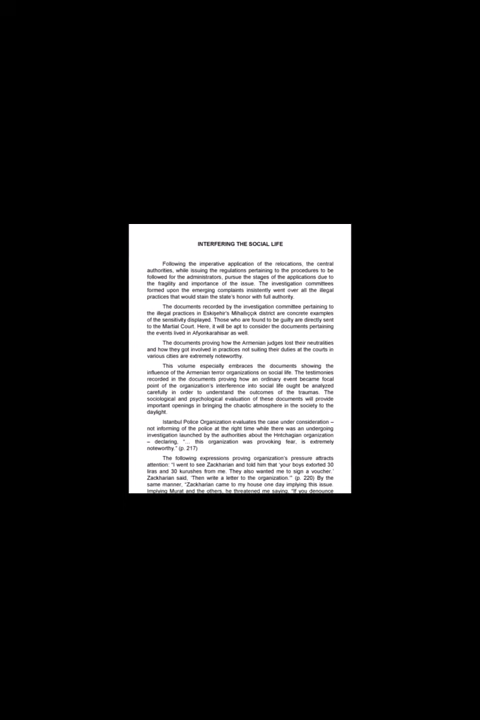 INTERFERING THE SOCIAL LIFE
Following the imperative application of the relocations, the central
authorities, while issuing the regulations pertaining to the procedures to be
followed for the administrators, pursue the stages of the applications due to
the fragility and importance of the issue. The investigation committees
formed upon the emerging complaints insistently went over all the illegal
practices that would stain the state's honor with full authority.
The documents recorded by the investigation committee pertaining to
the illegal practices in Eskişehir's Mihalıççık district are concrete examples
of the sensitivity displayed. Those who are found to be guilty are directly sent
to the Martial Court. Here, it will be apt to consider the documents pertaining
the events lived in Afyonkarahisar as well.
The documents proving how the Armenian judges lost their neutralities
and how they got involved in practices not suiting their duties at the courts in
various cities are extremely noteworthy.
This volume especially embraces the documents showing the
influence of the Armenian terror organizations on social life. The testimonies
recorded in the documents proving how an ordinary event became focal
point of the organization's interference into social life ought be analyzed
carefully in order to understand the outcomes of the traumas. The
sociological and psychological evaluation of these documents will provide
important openings in bringing the chaotic atmosphere in the society to the
daylight.
Istanbul Police Organization evaluates the case under consideration –
not informing of the police at the right time while there was an undergoing
investigation launched by the authorities about the Hntchagian organization
– declaring, "… this organization was provoking fear, is extremely
noteworthy." (p. 217)
The following expressions proving organization's pressure attracts
attention: "I went to see Zackharian and told him that 'your boys extorted 30
liras and 30 kurushes from me. They also wanted me to sign a voucher.'
Zackharian said, 'Then write a letter to the organization.'" (p. 220) By the
same manner, "Zackharian came to my house one day implying this issue.
Implying Murat and the others, he threatened me saying, "If you denounce